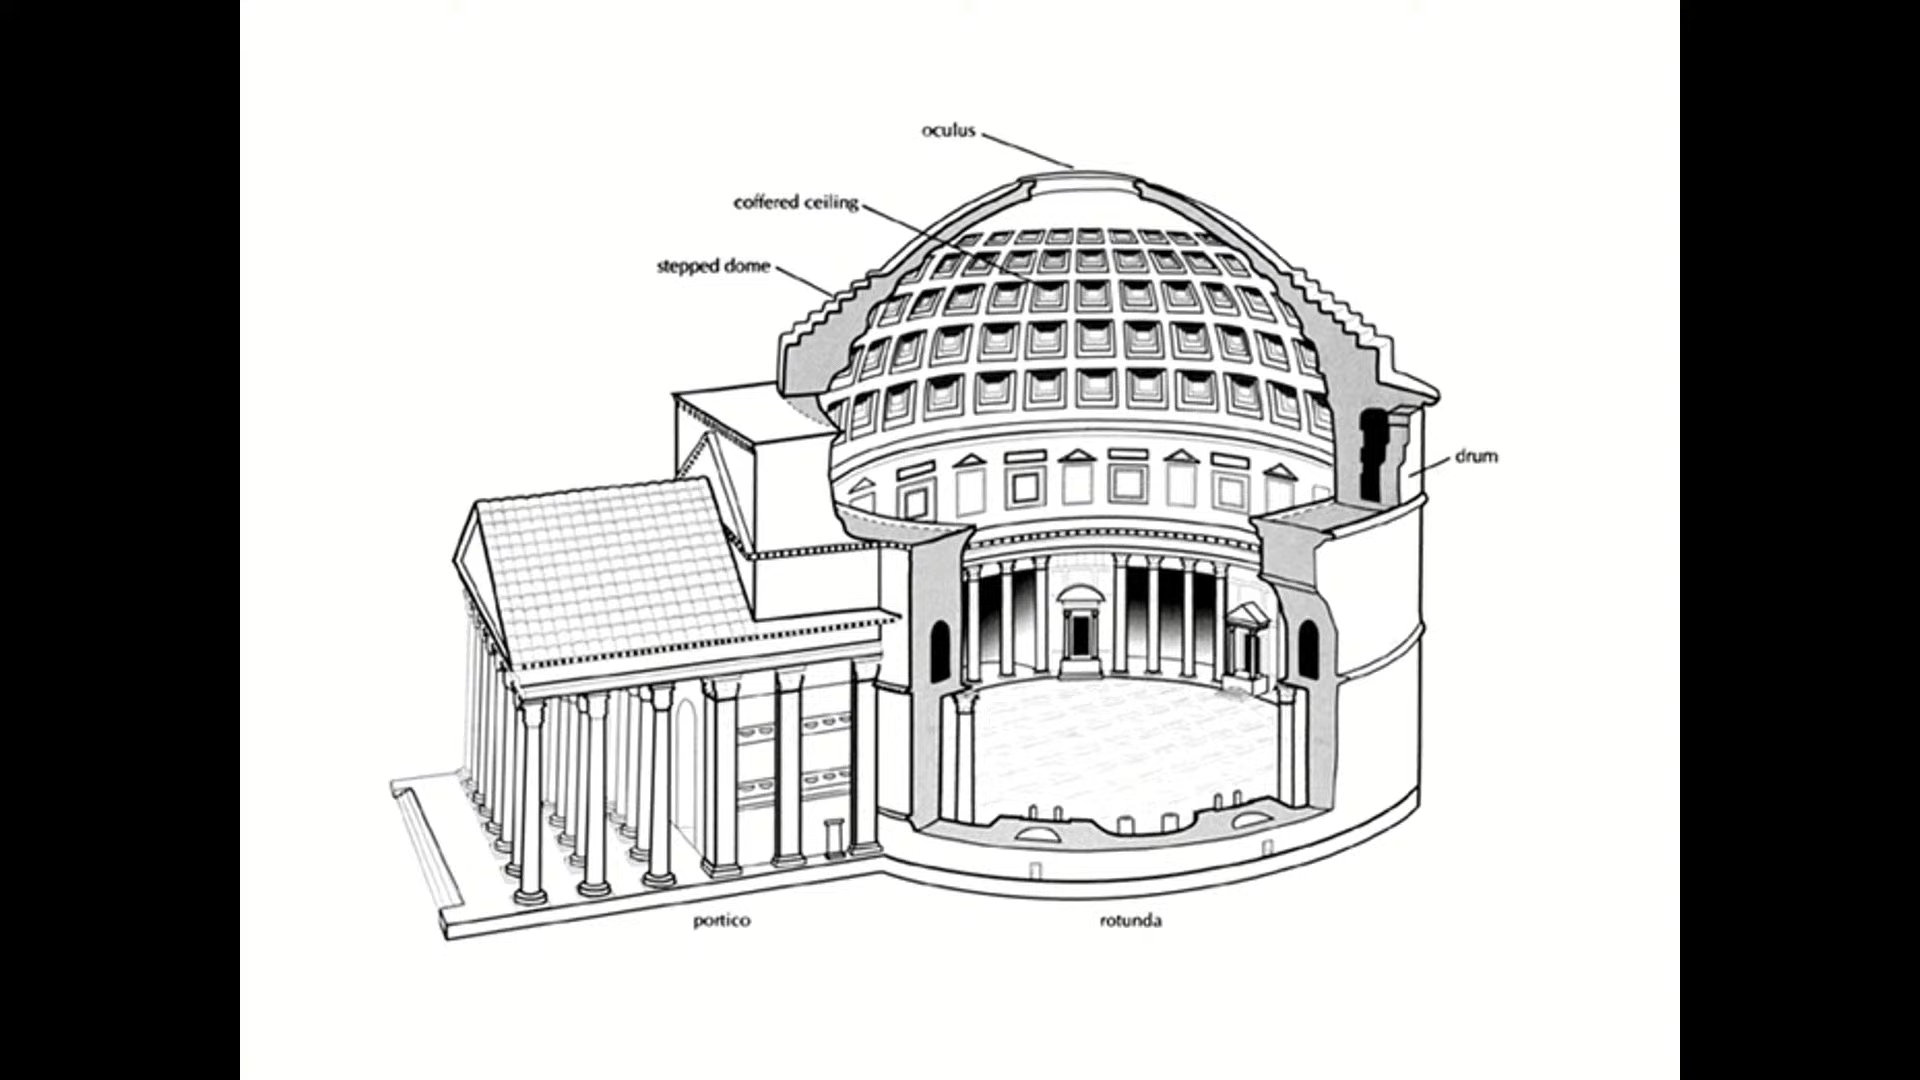 oculus
coffered ceiling
stepped dome
drum
portico
rotunda